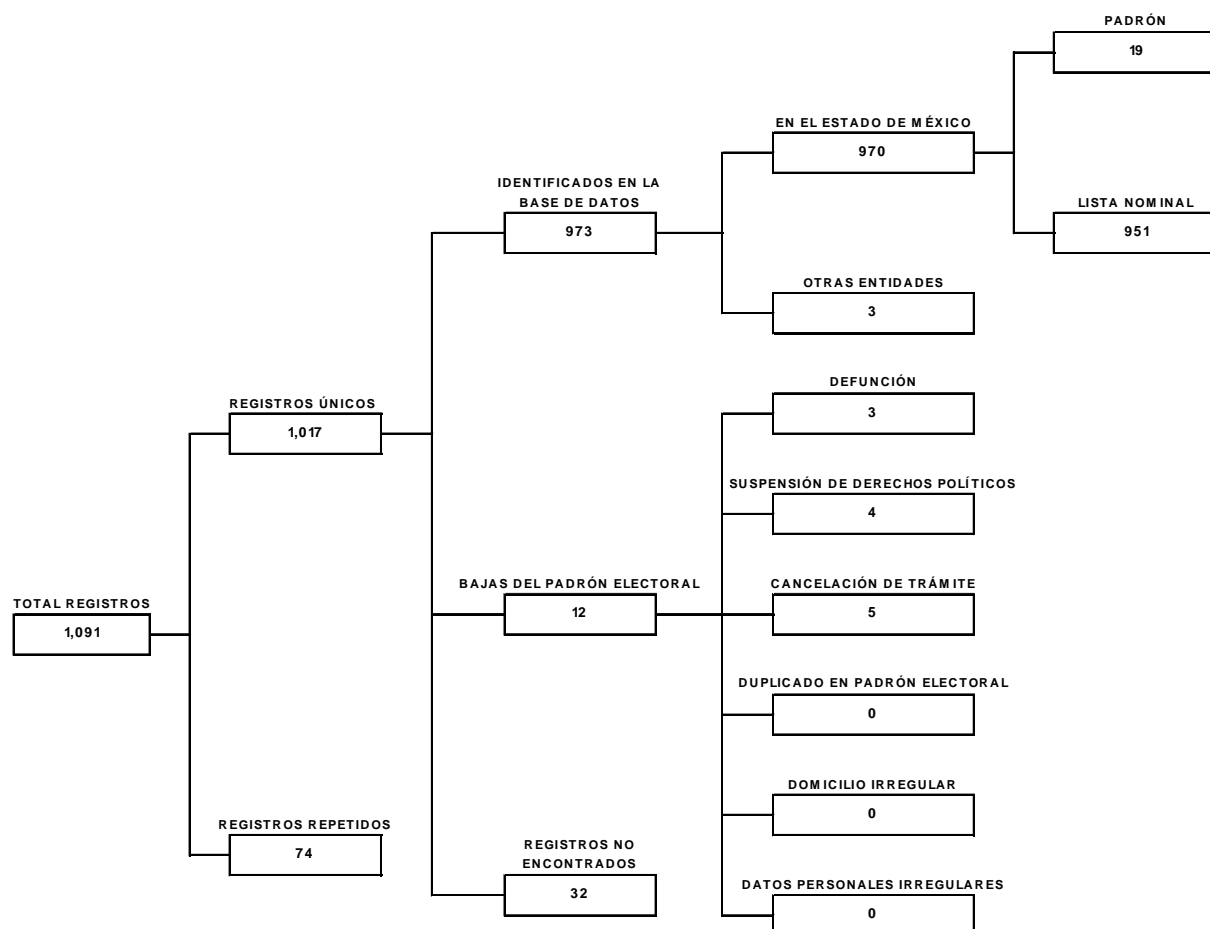 PADRÓN
19
EN EL ESTADO DE MÉXICO
970
IDENTIFICADOS EN LA
BASE DE DATOS
973
LISTA NOMINAL
951
OTRAS ENTIDADES
3
DEFUNCIÓN
3
REGISTROS ÚNICOS
1,017
SUSPENSIÓN DE DERECHOS POLÍTICOS
4
BAJAS DEL PADRÓN ELECTORAL
12
CANCELACIÓN DE TRÁMITE
5
TOTAL REGISTROS
1,091
DUPLICADO EN PADRÓN ELECTORAL
0
DOMICILIO IRREGULAR
0
REGISTROS REPETIDOS
74
REGISTROS NO
ENCONTRADOS
32
DATOS PERSONALES IRREGULARES
0